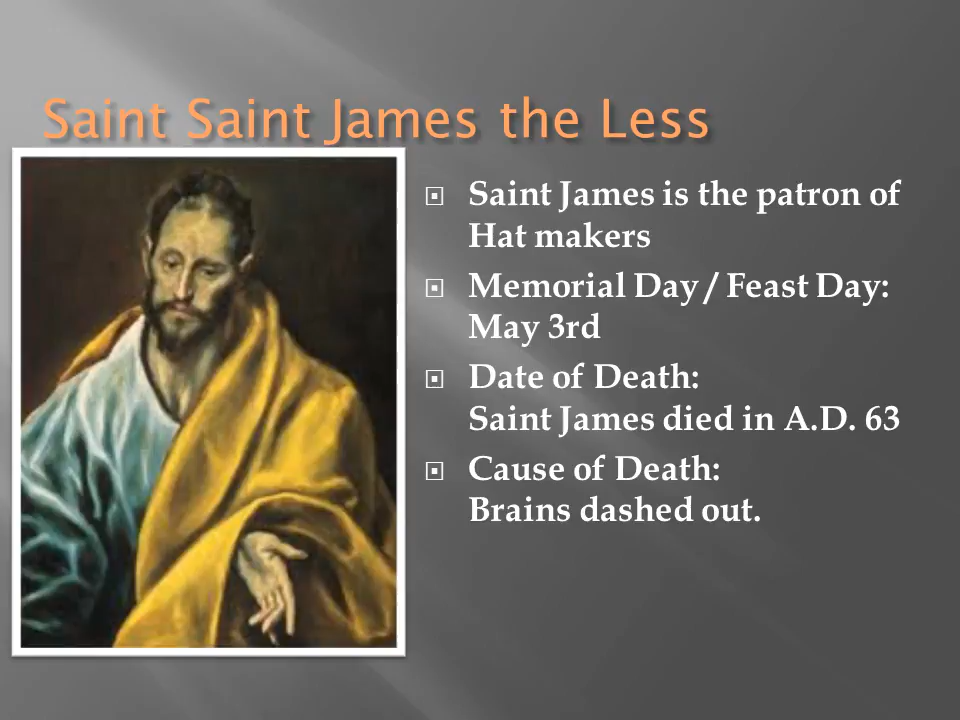 Saint Saint James the Less
Saint James is the patron of
Hat makers
Memorial Day / Feast Day:
May 3rd
Date of Death:
Saint James died in A.D. 63
Cause of Death:
Brains dashed out.